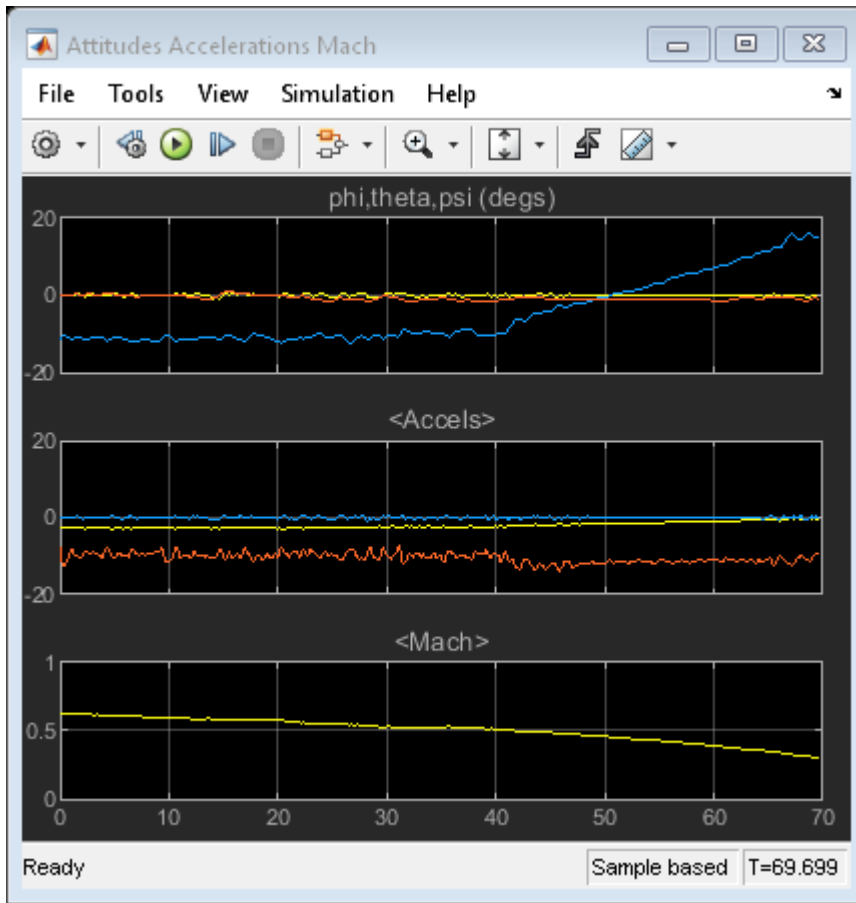 Attitudes Accelerations Mach
File Tools View Simulation Help
phi,theta,psi (degs)
20
0
-20
<Accels>
20
0
-20
<Mach>
1
0.5
0
0 10 20 30 40 50 60 70
Ready Sample based T=69.699